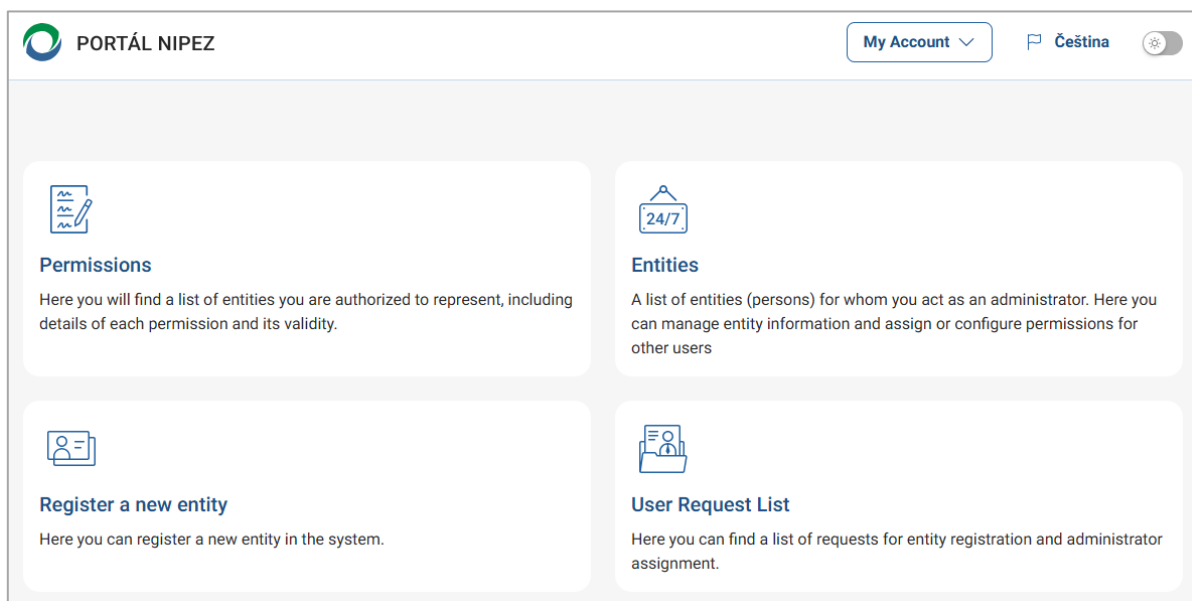 PORTÁL NIPEZ
My Account
Čeština
Permissions
Here you will find a list of entities you are authorized to represent, including
details of each permission and its validity.
24/7
Entities
A list of entities (persons) for whom you act as an administrator. Here you
can manage entity information and assign or configure permissions for
other users
Register a new entity
Here you can register a new entity in the system.
User Request List
Here you can find a list of requests for entity registration and administrator
assignment.